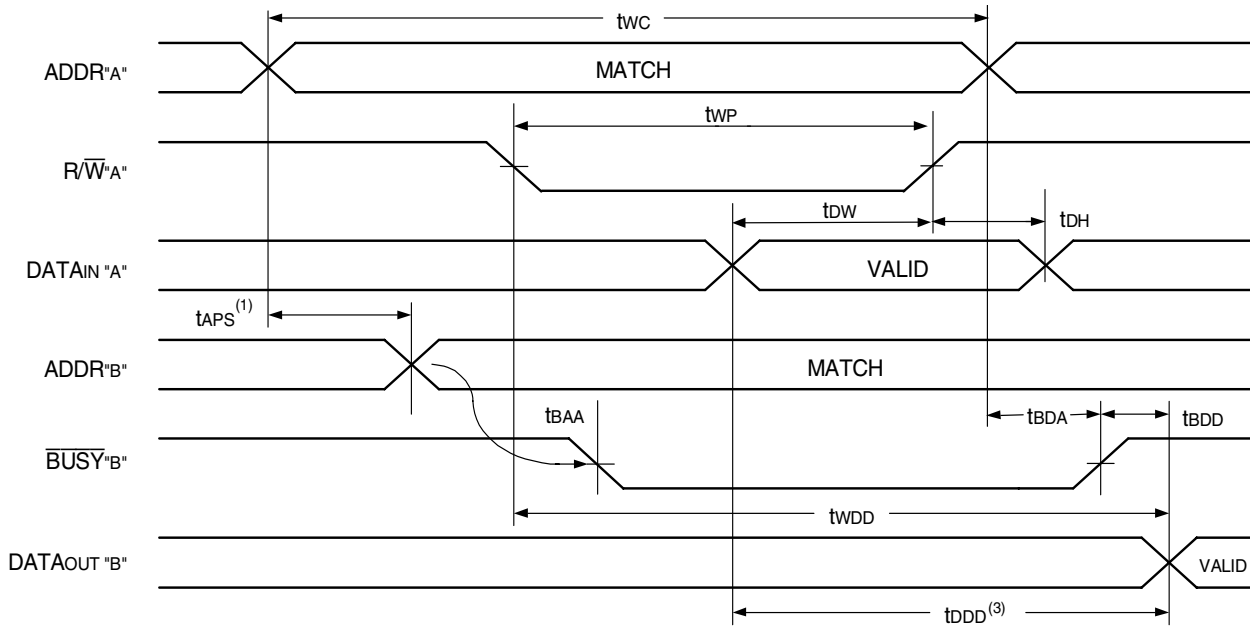 tWC
ADDR"A"
MATCH
tWP
R/W̅"A"
tDW
tDH
DATAIN "A"
VALID
tAPS(1)
ADDR"B"
MATCH
tBAA
tBDA
tBDD
B̅U̅S̅Y̅"B"
tWDD
DATAOUT "B"
VALID
tDDD(3)